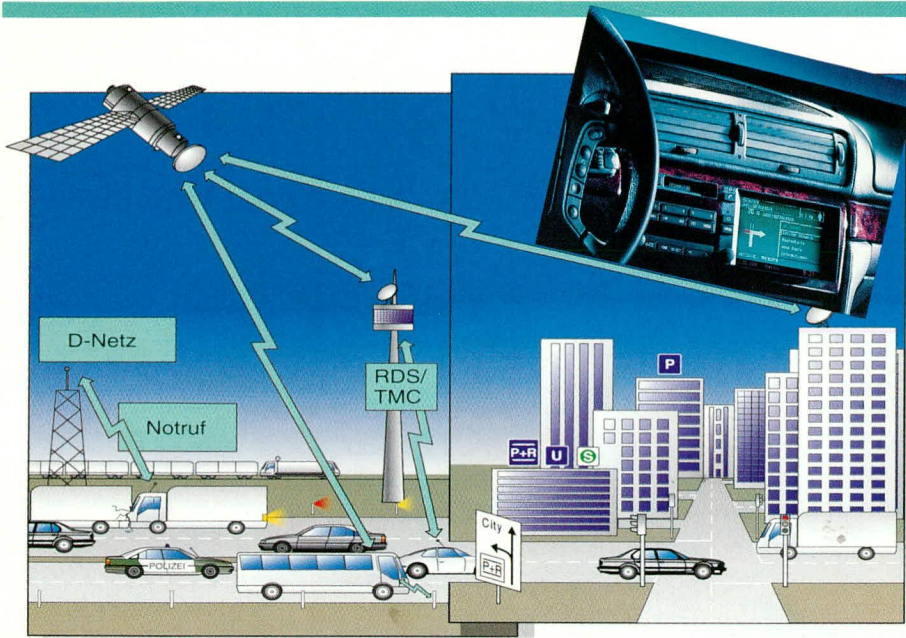 D-Netz
Notruf
RDS/
TMC
P
P+R
U
S
City
P+R
POLIZEI